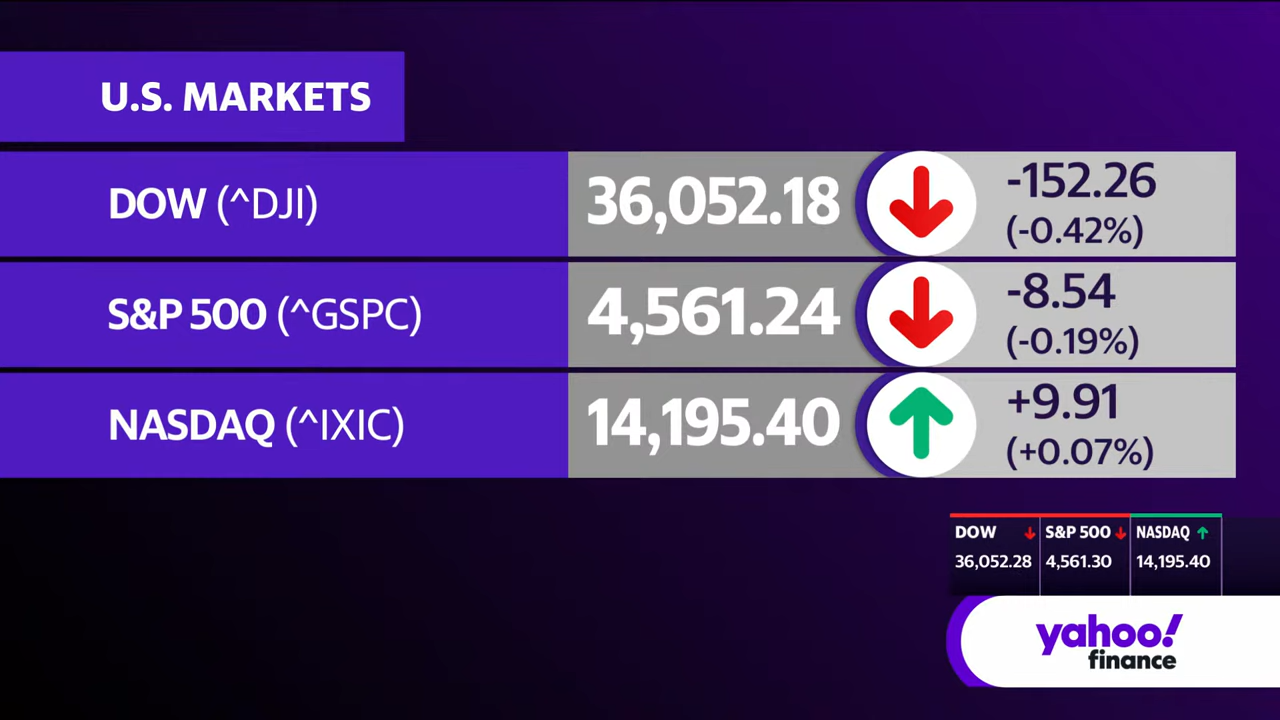 U.S. MARKETS
DOW (^DJI) 36,052.18 -152.26
(-0.42%)
S&P 500 (^GSPC) 4,561.24 -8.54
(-0.19%)
NASDAQ (^IXIC) 14,195.40 +9.91
(+0.07%)
DOW S&P 500 NASDAQ
36,052.28 4,561.30 14,195.40
yahoo!
finance